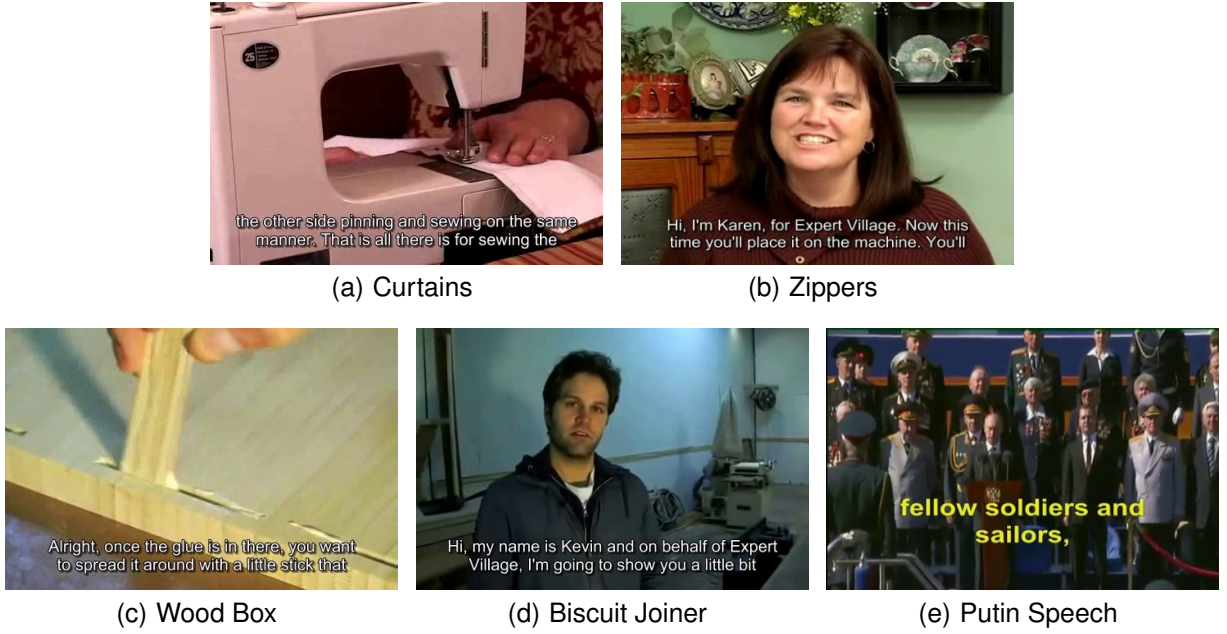 25
the other side pinning and sewing on the same
manner. That is all there is for sewing the
Hi, I'm Karen, for Expert Village. Now this
time you'll place it on the machine. You'll
(a) Curtains
(b) Zippers
Alright, once the glue is in there, you want
to spread it around with a little stick that
Hi, my name is Kevin and on behalf of Expert
Village, I'm going to show you a little bit
fellow soldiers and
sailors,
(c) Wood Box
(d) Biscuit Joiner
(e) Putin Speech